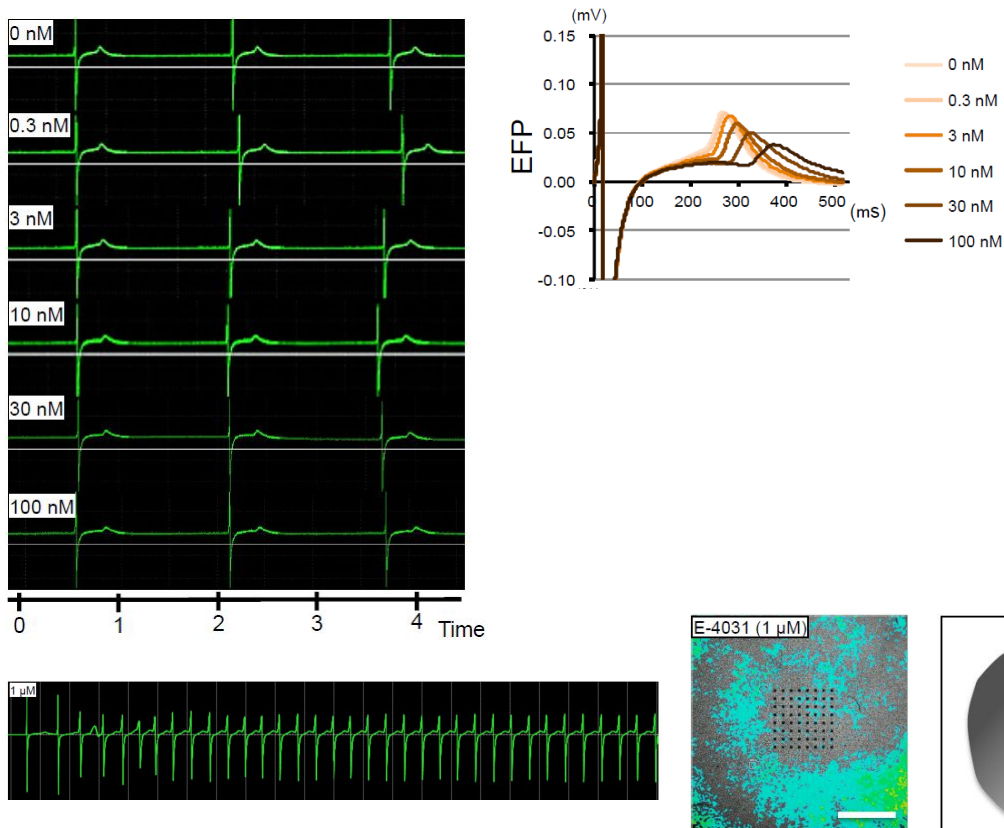 0 nM
0.3 nM
3 nM
10 nM
30 nM
100 nM
0 1 2 3 4 Time
(mV)
0.15
0.10
0.05
0.00
-0.05
-0.10
EFP
100 200 300 400 500
(mS)
0 nM
0.3 nM
3 nM
10 nM
30 nM
100 nM
1 µM
E-4031 (1 µM)